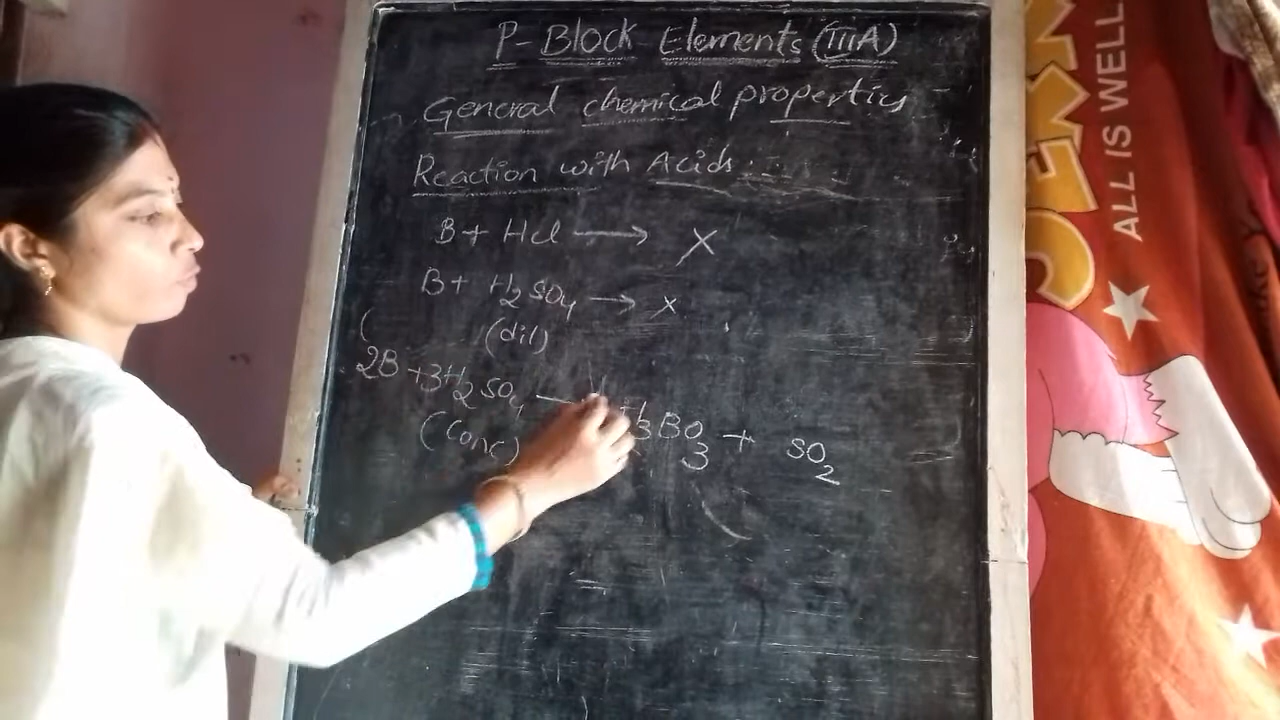 P-Block Elements (IIIA)
General chemical properties
Reaction with Acids:
B + HCl ⟶ X
B + H₂SO₄ ⟶ x
(dil)
2B + 3H₂SO₄ — H₃BO₃ + SO₂
(Conc)
ALL IS WELL